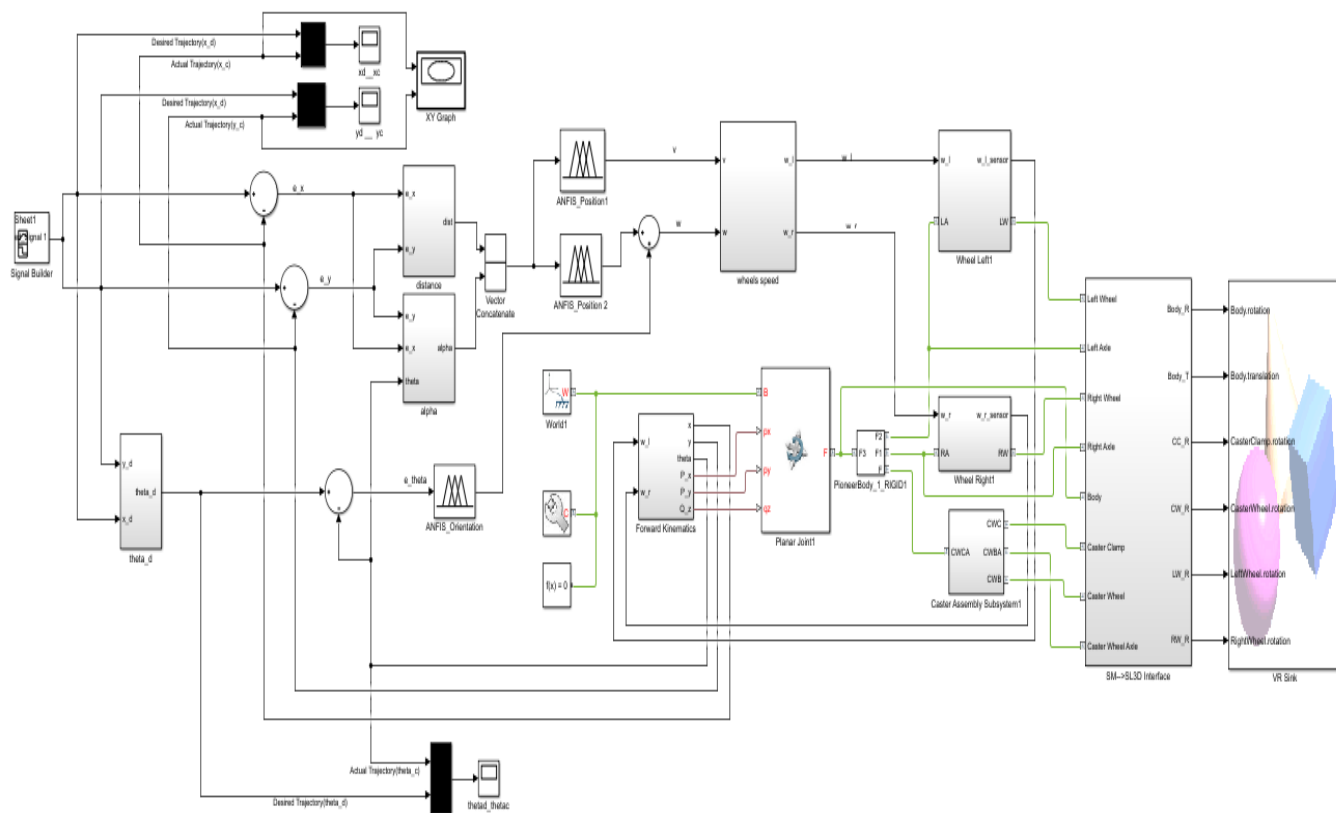 Desired Trajectory(x_d)
Actual Trajectory(x_c)
xd__xc
Desired Trajectory(x_d)
Actual Trajectory(y_c)
yd __ yc
XY Graph
Sheet1
Signal 1
Signal Builder
e_x
e_y
e_x
dist
e_y
distance
e_y
e_x
alpha
theta
alpha
Vector
Concatenate
ANFIS_Position1
ANFIS_Position 2
v
w
v
w_l
w
w_r
wheels speed
w_l
w_r
w_l
w_l_sensor
LA
LW
Wheel Left1
y_d
theta_d
x_d
theta_d
e_theta
ANFIS_Orientation
W
World1
C
f(x) = 0
w_l
w_r
x
y
theta
P_x
P_y
Q_z
Forward Kinematics
B
px
py
qz
F
Planar Joint1
F3
F2
F1
F
PioneerBody_1_RIGID1
w_r
w_r_sensor
RA
RW
Wheel Right1
CWCA
CWC
CWBA
CWB
Caster Assembly Subsystem1
Left Wheel
Left Axle
Right Wheel
Right Axle
Body
Caster Clamp
Caster Wheel
Caster Wheel Axle
Body_R
Body_T
CC_R
CW_R
LW_R
RW_R
SM-->SL3D Interface
Body.rotation
Body.translation
CasterClamp.rotation
CasterWheel.rotation
LeftWheel.rotation
RightWheel.rotation
VR Sink
Actual Trajectory(theta_c)
Desired Trajectory(theta_d)
thetad_thetac